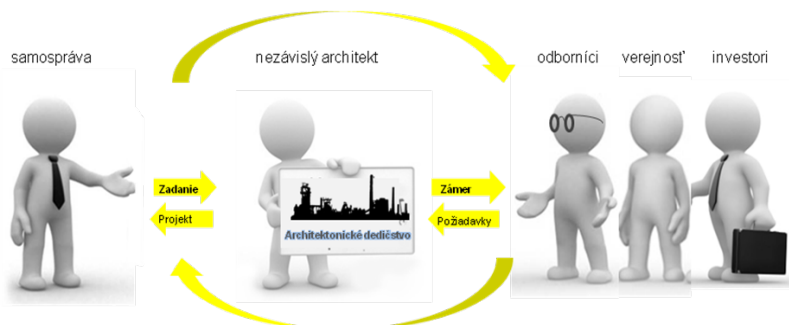 samospráva
nezávislý architekt
odborníci
verejnosť
investori
Zadanie
Projekt
Architektonické dedičstvo
Zámer
Požiadavky